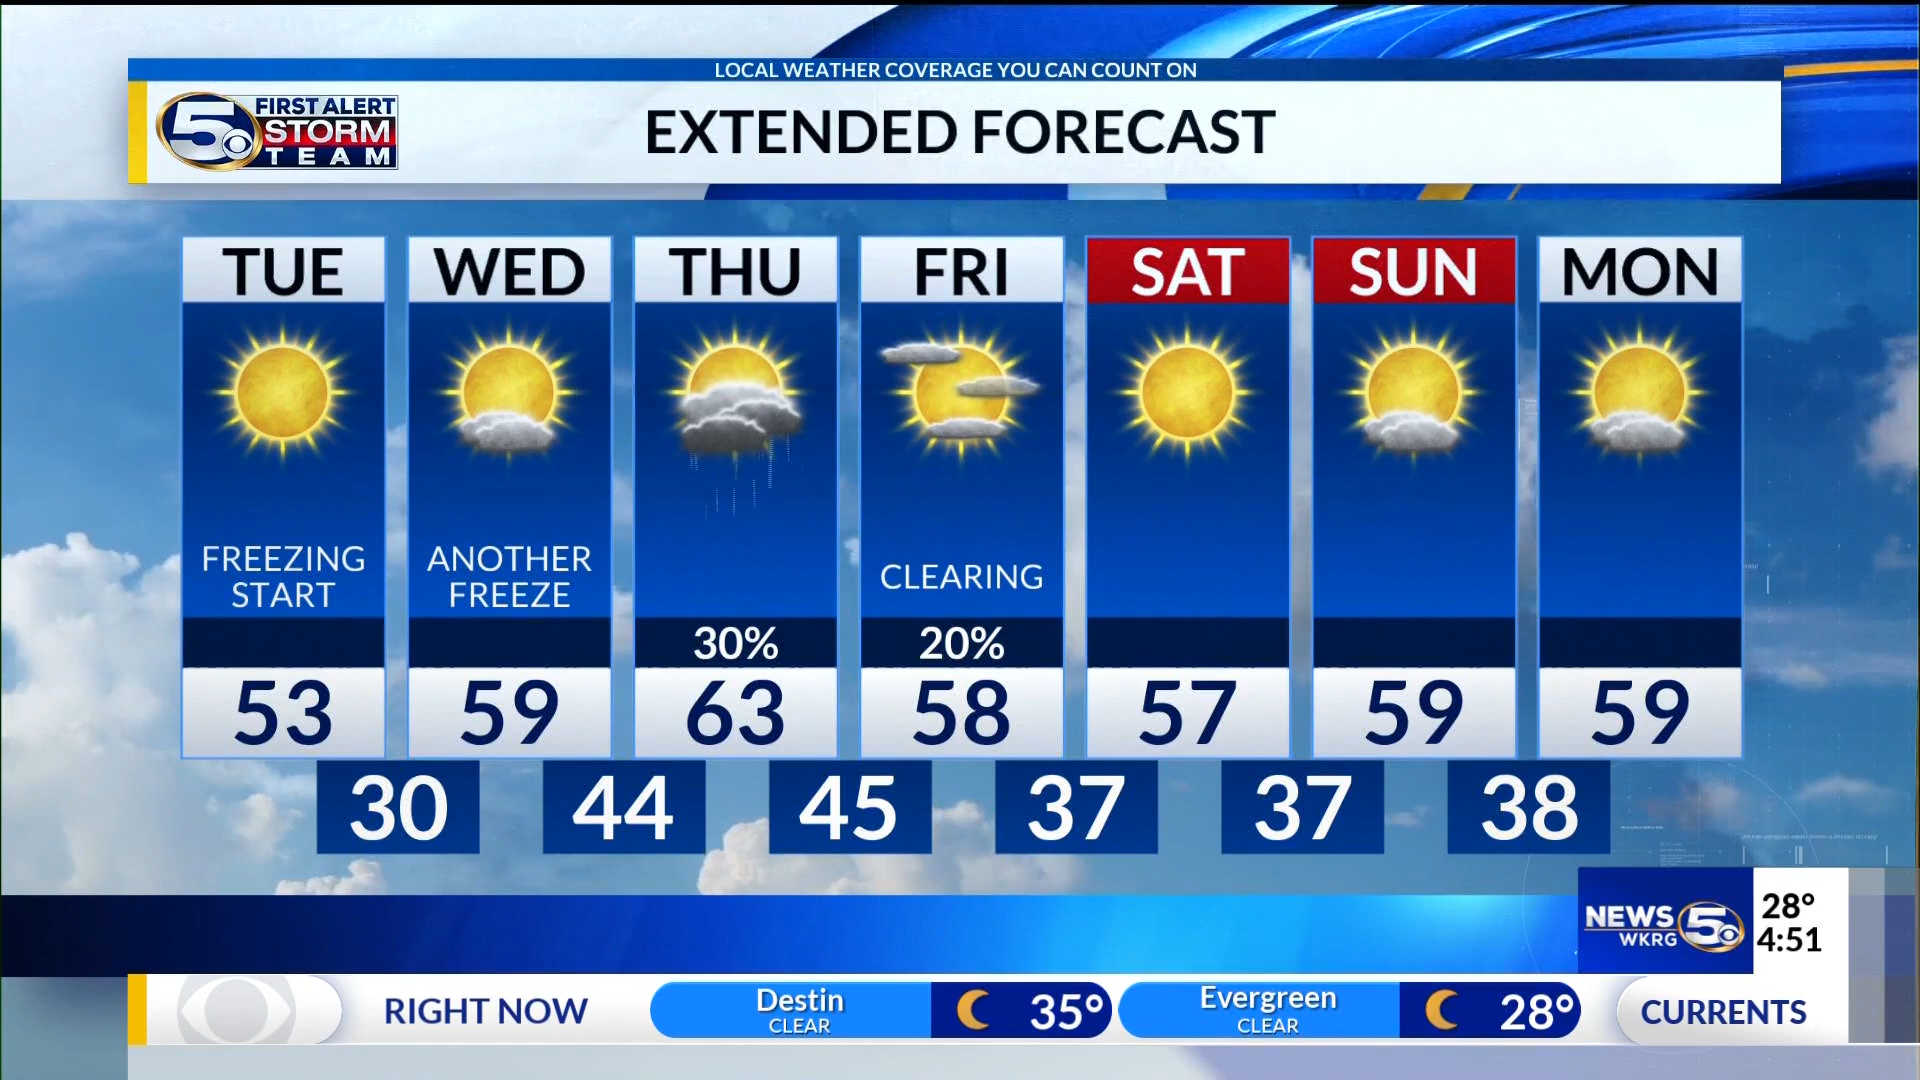 LOCAL WEATHER COVERAGE YOU CAN COUNT ON
5 FIRST ALERT
STORM
TEAM
EXTENDED FORECAST
TUE WED THU FRI SAT SUN MON
FREEZING
START
ANOTHER
FREEZE
CLEARING
30% 20%
53 59 63 58 57 59 59
30 44 45 37 37 38
NEWS 5
WKRG
28°
4:51
RIGHT NOW
Destin
CLEAR
35°
Evergreen
CLEAR
28°
CURRENTS